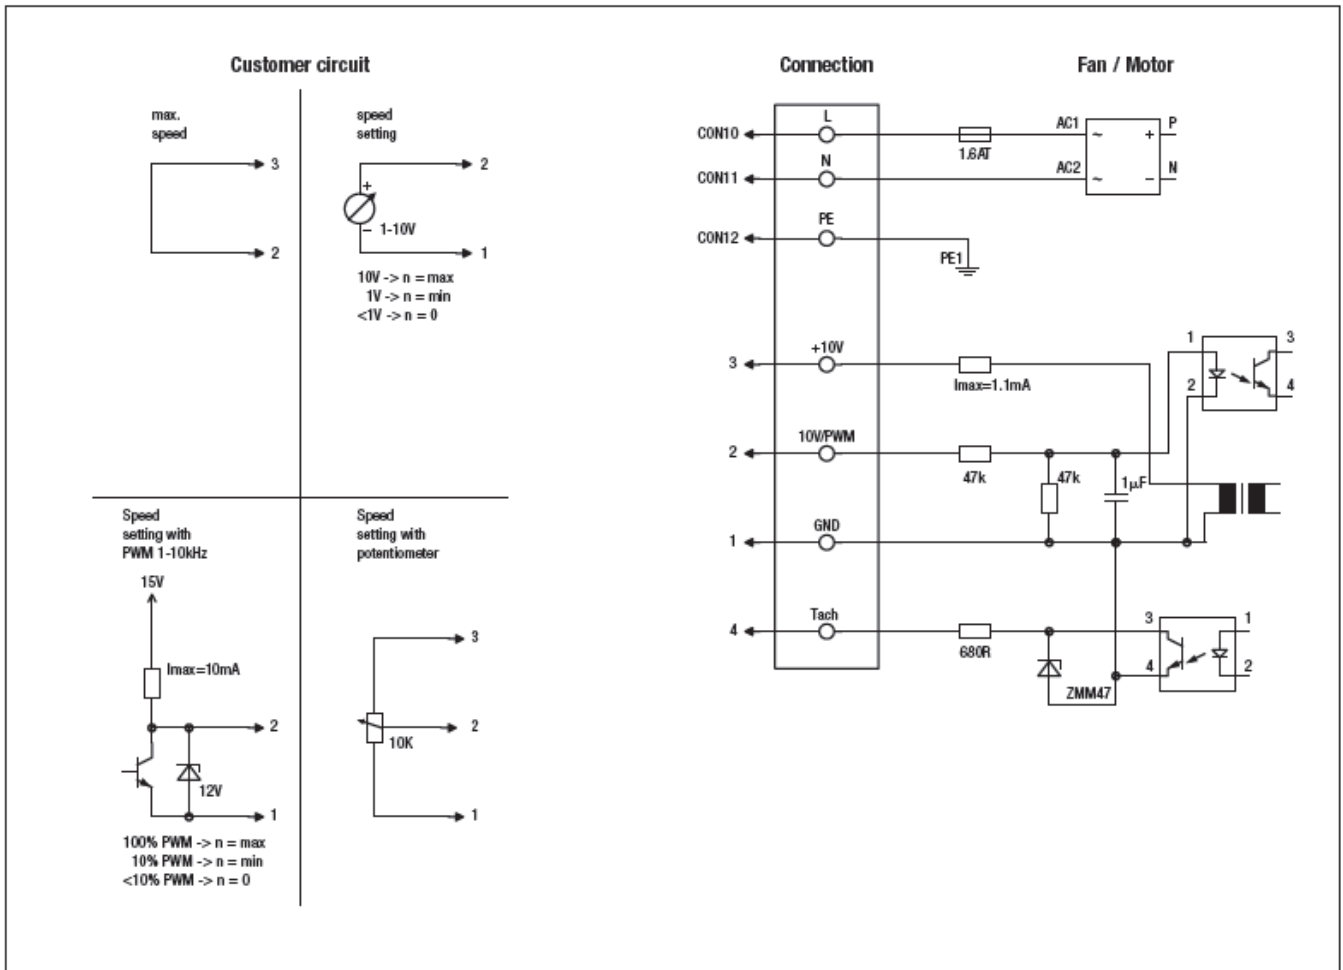 Customer circuit
max.
speed
3
2
speed
setting
2
+
– 1-10V
1
10V -> n = max
1V -> n = min
<1V -> n = 0
Speed
setting with
PWM 1-10kHz
15V
Imax=10mA
2
12V
1
100% PWM -> n = max
10% PWM -> n = min
<10% PWM -> n = 0
Speed
setting with
potentiometer
3
2
10K
1
Connection
Fan / Motor
L
CON10
1.6AT
AC1
~ + P
N
CON11
AC2
~ – N
PE
CON12
PE1
+10V
3
Imax=1.1mA
1 3
2 4
10V/PWM
2
47k
47k
1µF
GND
1
Tach
4
680R
3 1
4 2
ZMM47